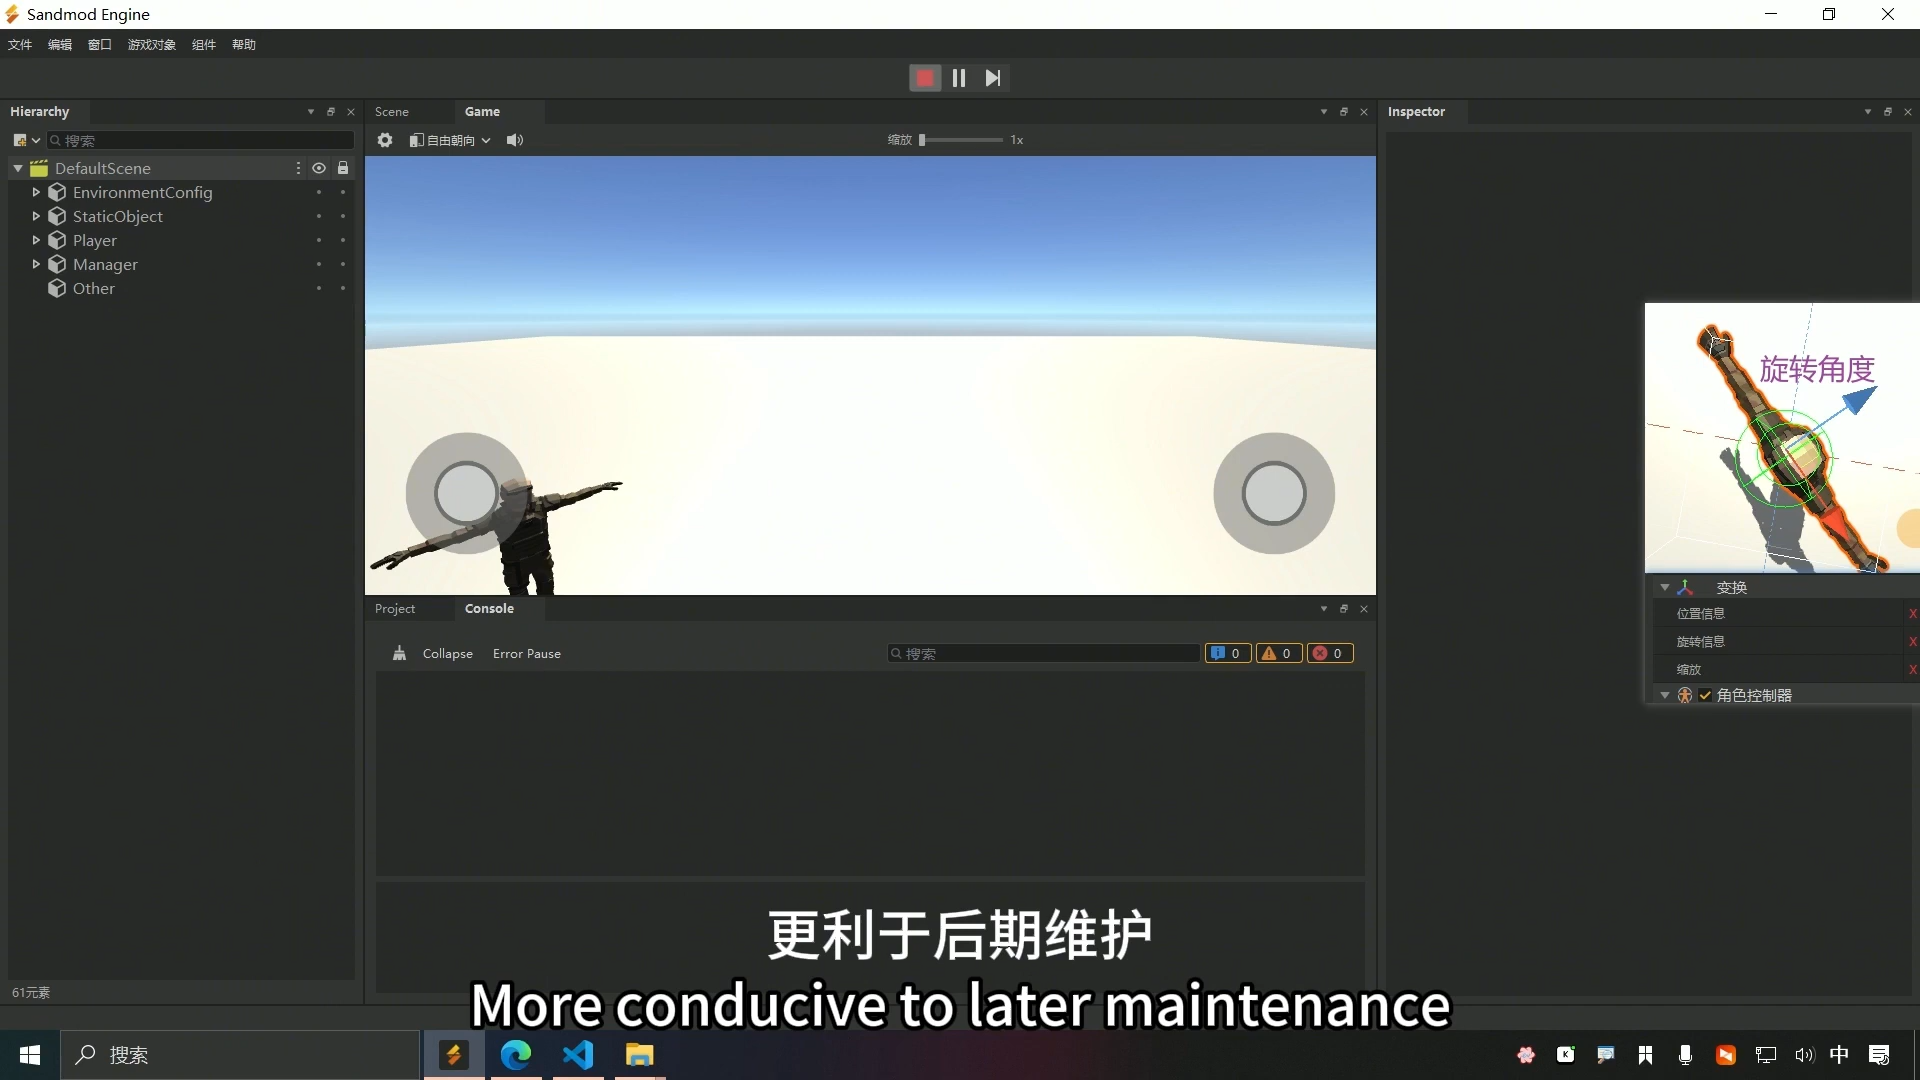 Sandmod Engine
文件 编辑 窗口 游戏对象 组件 帮助
Hierarchy
Scene Game
Inspector
搜索
自由朝向
缩放 1x
DefaultScene
EnvironmentConfig
StaticObject
Player
Manager
Other
旋转角度
变换
位置信息 X
旋转信息 X
缩放 X
角色控制器
Project Console
Collapse Error Pause 搜索 0 0 0
61元素
更利于后期维护
More conducive to later maintenance
搜索
K
中